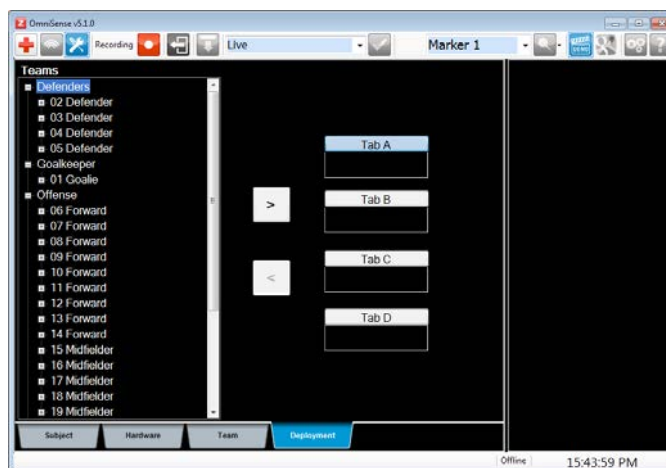 OmniSense v5.1.0
Recording
Live
Marker 1
Teams
Defenders
02 Defender
03 Defender
04 Defender
05 Defender
Goalkeeper
01 Goalie
Offense
06 Forward
07 Forward
08 Forward
09 Forward
10 Forward
11 Forward
12 Forward
13 Forward
14 Forward
15 Midfielder
16 Midfielder
17 Midfielder
18 Midfielder
19 Midfielder
>
<
Tab A
Tab B
Tab C
Tab D
Subject
Hardware
Team
Deployment
Offline
15:43:59 PM